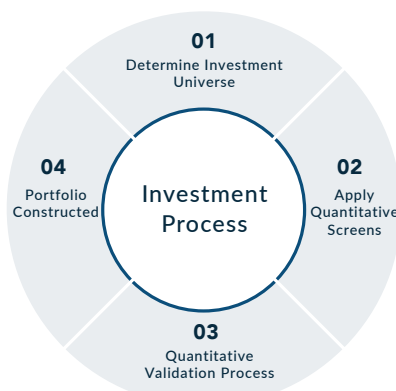 01
Determine Investment
Universe
02
Apply
Quantitative
Screens
03
Quantitative
Validation Process
04
Portfolio
Constructed
Investment
Process